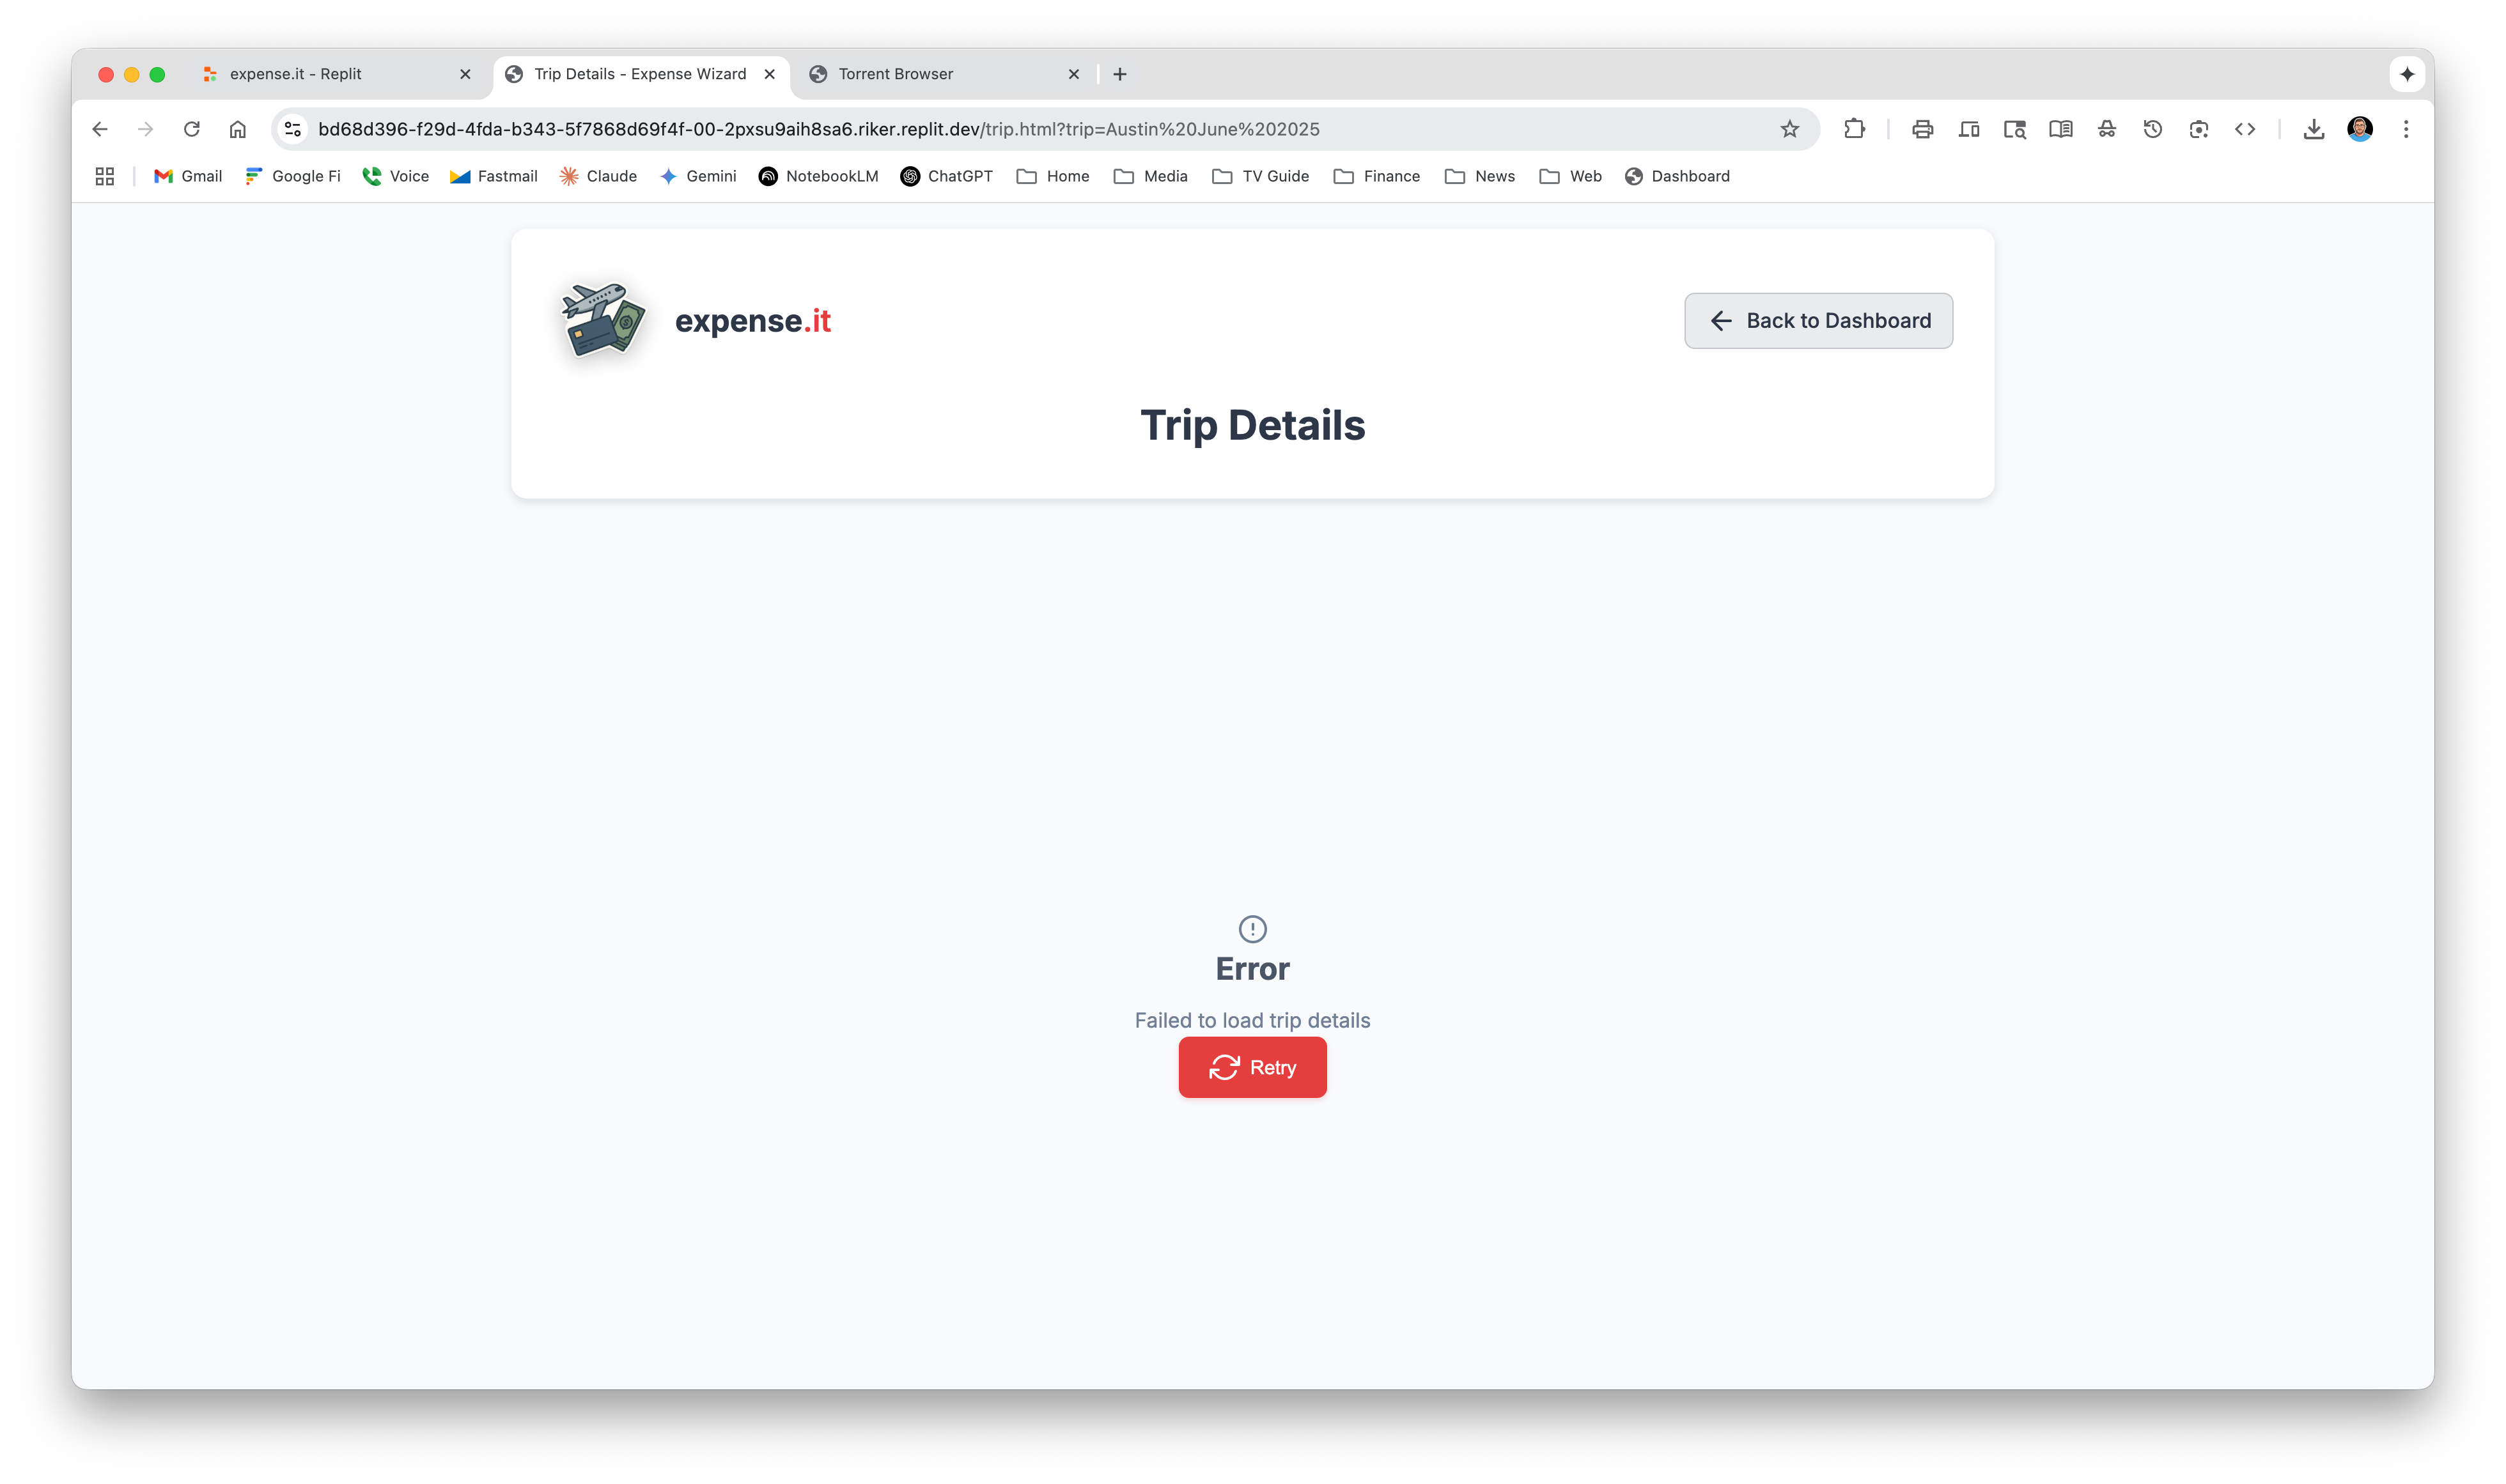 expense.it - Replit
Trip Details - Expense Wizard
Torrent Browser
bd68d396-f29d-4fda-b343-5f7868d69f4f-00-2pxsu9aih8sa6.riker.replit.dev/trip.html?trip=Austin%20June%202025
Gmail Google Fi Voice Fastmail Claude Gemini NotebookLM ChatGPT Home Media TV Guide Finance News Web Dashboard
expense.it
Back to Dashboard
Trip Details
Error
Failed to load trip details
Retry